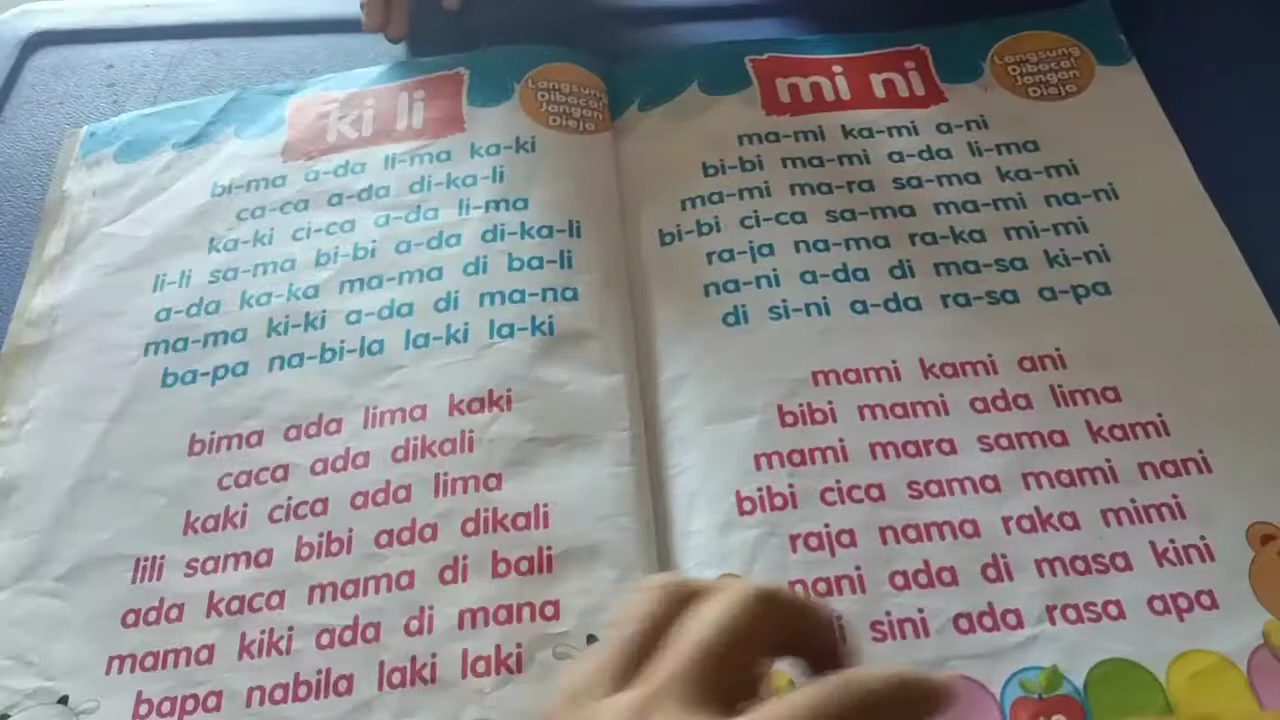 ki li
Langsung
Dibaca!
Jangan
Dieja
bi-ma a-da li-ma ka-ki
ca-ca a-da di-ka-li
ka-ki ci-ca a-da li-ma
li-li sa-ma bi-bi a-da di-ka-li
a-da ka-ka ma-ma di ba-li
ma-ma ki-ki a-da di ma-na
ba-pa na-bi-la la-ki la-ki
bima ada lima kaki
caca ada dikali
kaki cica ada lima
lili sama bibi ada dikali
ada kaca mama di bali
mama kiki ada di mana
bapa nabila laki laki
mi ni
Langsung
Dibaca!
Jangan
Dieja
ma-mi ka-mi a-ni
bi-bi ma-mi a-da li-ma
ma-mi ma-ra sa-ma ka-mi
bi-bi ci-ca sa-ma ma-mi na-ni
ra-ja na-ma ra-ka mi-mi
na-ni a-da di ma-sa ki-ni
di si-ni a-da ra-sa a-pa
mami kami ani
bibi mami ada lima
mami mara sama kami
bibi cica sama mami nani
raja nama raka mimi
nani ada di masa kini
sini ada rasa apa